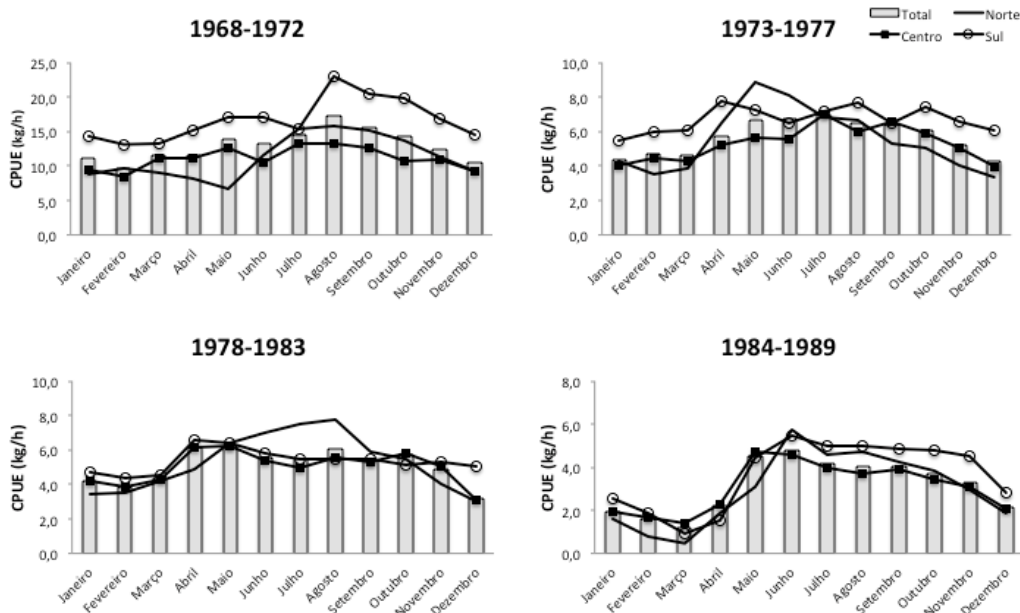 1968-1972
25,0
20,0
15,0
10,0
5,0
0,0
CPUE (kg/h)
Janeiro
Fevereiro
Março
Abril
Maio
Junho
Julho
Agosto
Setembro
Outubro
Novembro
Dezembro
1973-1977
Total
Norte
Centro
Sul
10,0
8,0
6,0
4,0
2,0
0,0
CPUE (kg/h)
Janeiro
Fevereiro
Março
Abril
Maio
Junho
Julho
Agosto
Setembro
Outubro
Novembro
Dezembro
1978-1983
10,0
8,0
6,0
4,0
2,0
0,0
CPUE (kg/h)
Janeiro
Fevereiro
Março
Abril
Maio
Junho
Julho
Agosto
Setembro
Outubro
Novembro
Dezembro
1984-1989
8,0
6,0
4,0
2,0
0,0
CPUE (kg/h)
Janeiro
Fevereiro
Março
Abril
Maio
Junho
Julho
Agosto
Setembro
Outubro
Novembro
Dezembro